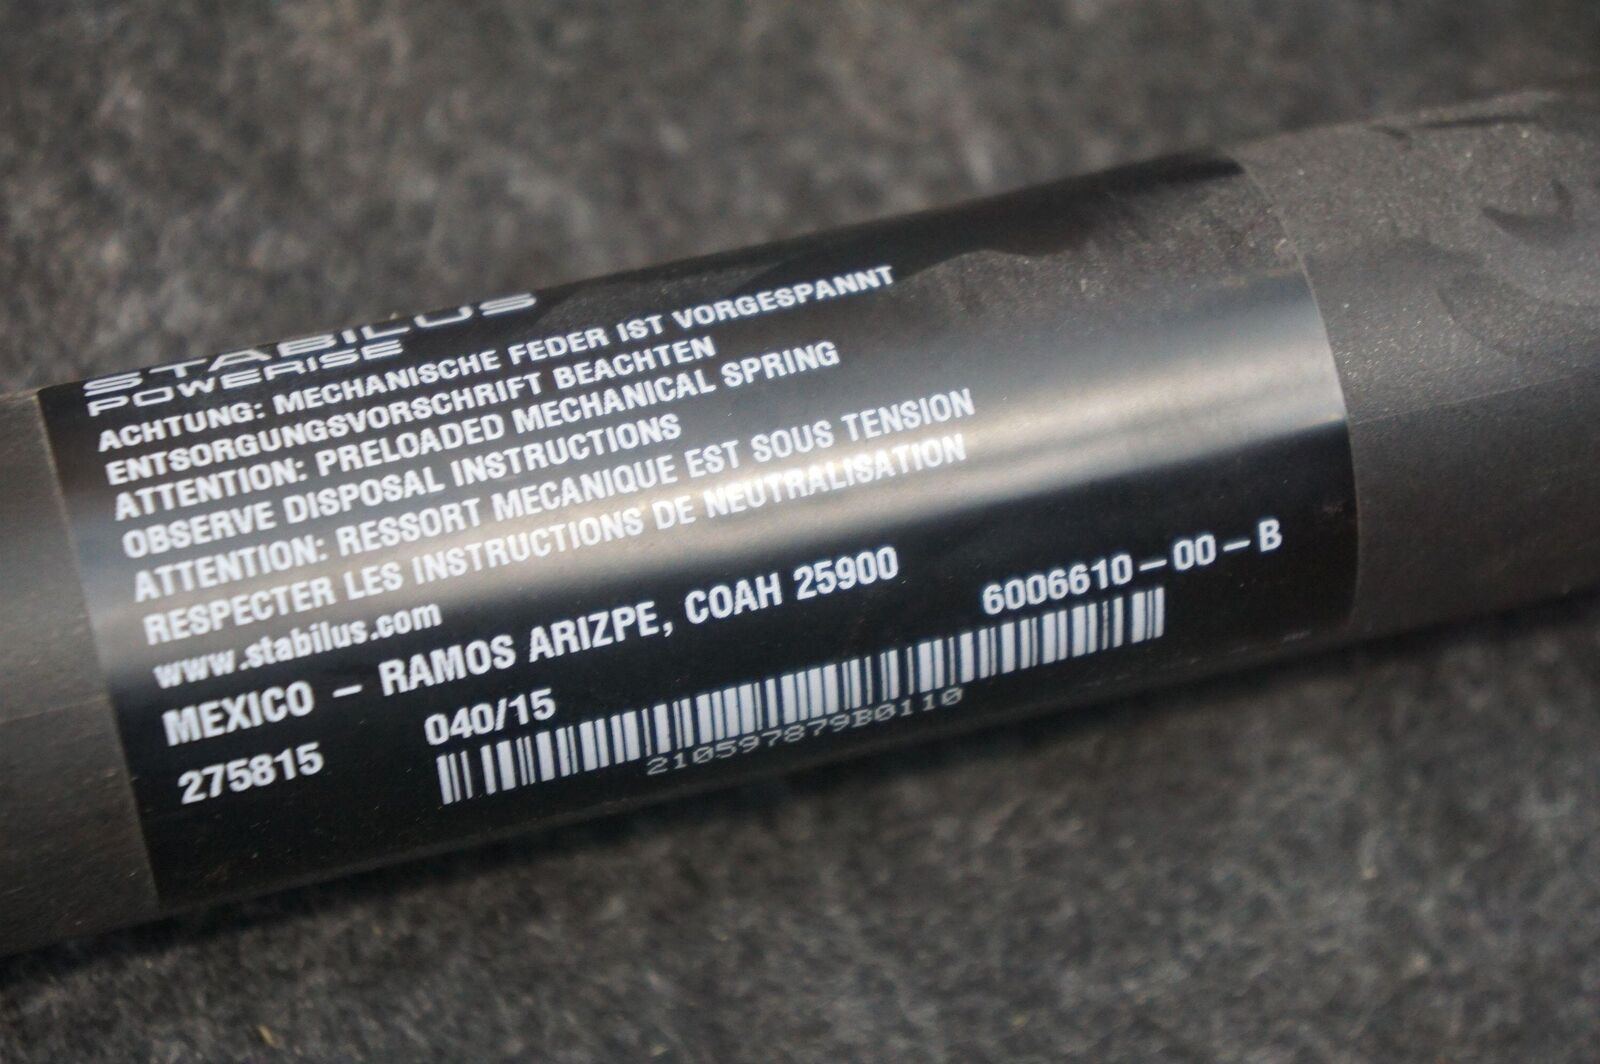 STABILUS
POWERISE
ACHTUNG: MECHANISCHE FEDER IST VORGESPANNT
ENTSORGUNGSVORSCHRIFT BEACHTEN
ATTENTION: PRELOADED MECHANICAL SPRING
OBSERVE DISPOSAL INSTRUCTIONS
ATTENTION: RESSORT MECANIQUE EST SOUS TENSION
RESPECTER LES INSTRUCTIONS DE NEUTRALISATION
www.stabilus.com
MEXICO – RAMOS ARIZPE, COAH 25900
275815 040/15 6006610–00–B
210597879B0110